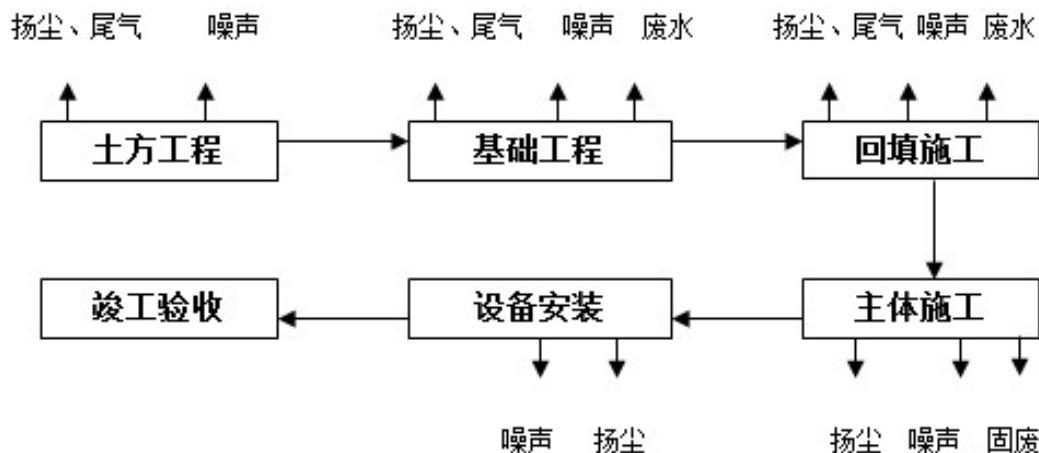 扬尘、尾气 噪声 扬尘、尾气 噪声 废水 扬尘、尾气 噪声 废水
土方工程 基础工程 回填施工
竣工验收 设备安装 主体施工
噪声 扬尘 扬尘 噪声 固废